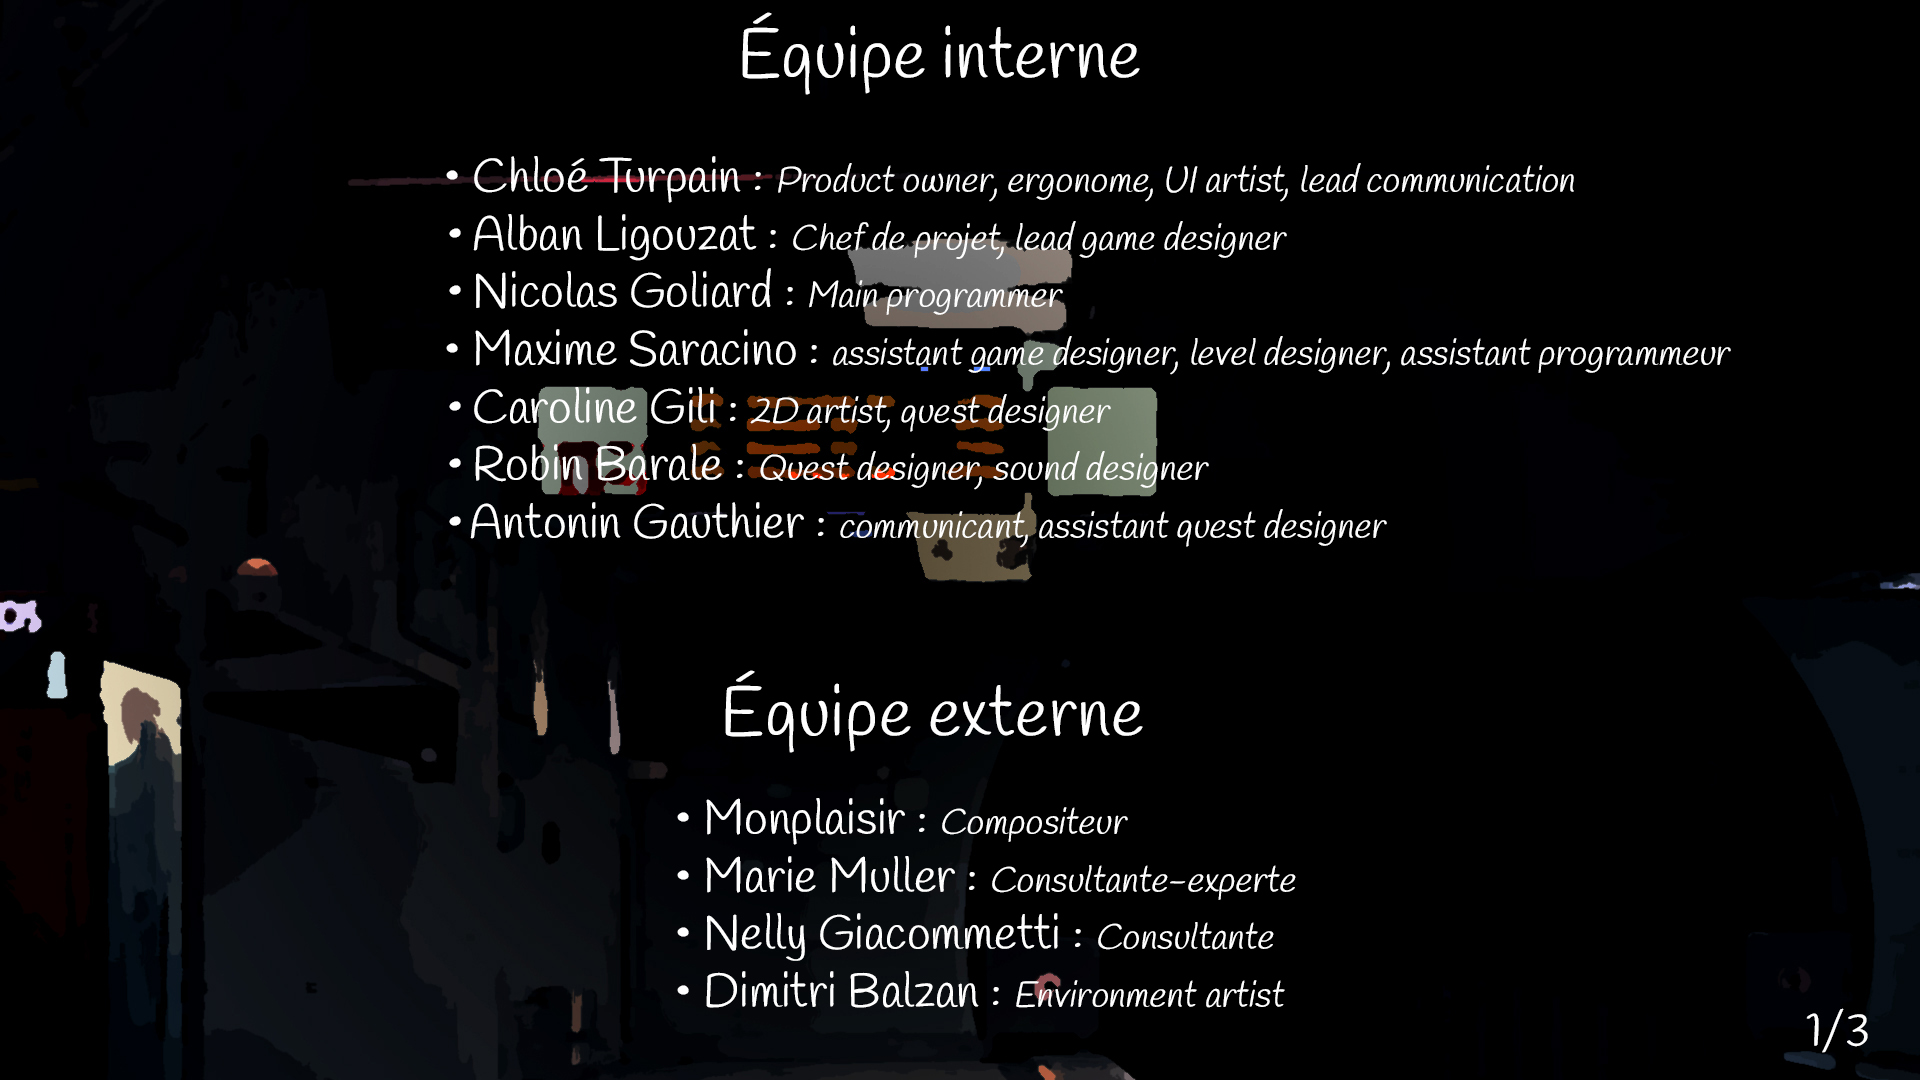 Équipe interne
• Chloé Turpain : Product owner, ergonome, UI artist, lead communication
• Alban Ligouzat : Chef de projet, lead game designer
• Nicolas Goliard : Main programmer
• Maxime Saracino : assistant game designer, level designer, assistant programmeur
• Caroline Gili : 2D artist, quest designer
• Robin Barale : Quest designer, sound designer
• Antonin Gauthier : communicant, assistant quest designer
Équipe externe
• Monplaisir : Compositeur
• Marie Muller : Consultante-experte
• Nelly Giacommetti : Consultante
• Dimitri Balzan : Environment artist
1/3